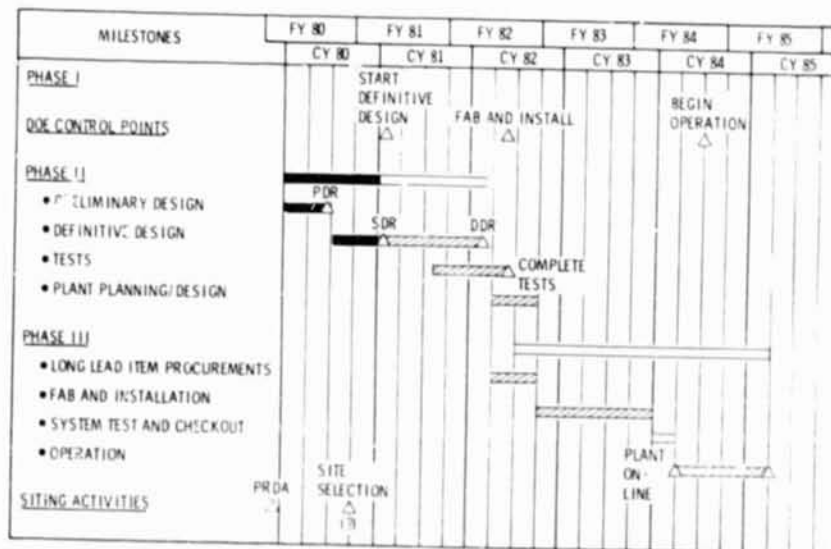 MILESTONES
FY 80 FY 81 FY 82 FY 83 FY 84 FY 85
CY 80 CY 81 CY 82 CY 83 CY 84 CY 85
PHASE I
START
DEFINITIVE
DESIGN
FAB AND INSTALL
BEGIN
OPERATION
DOE CONTROL POINTS
PHASE II
PDR
• PRELIMINARY DESIGN
• DEFINITIVE DESIGN
SDR DDR
• TESTS
COMPLETE
TESTS
• PLANT PLANNING/DESIGN
PHASE III
• LONG LEAD ITEM PROCUREMENTS
• FAB AND INSTALLATION
• SYSTEM TEST AND CHECKOUT
• OPERATION
PLANT
ON-
LINE
SITE
SELECTION
PRDA
SITING ACTIVITIES